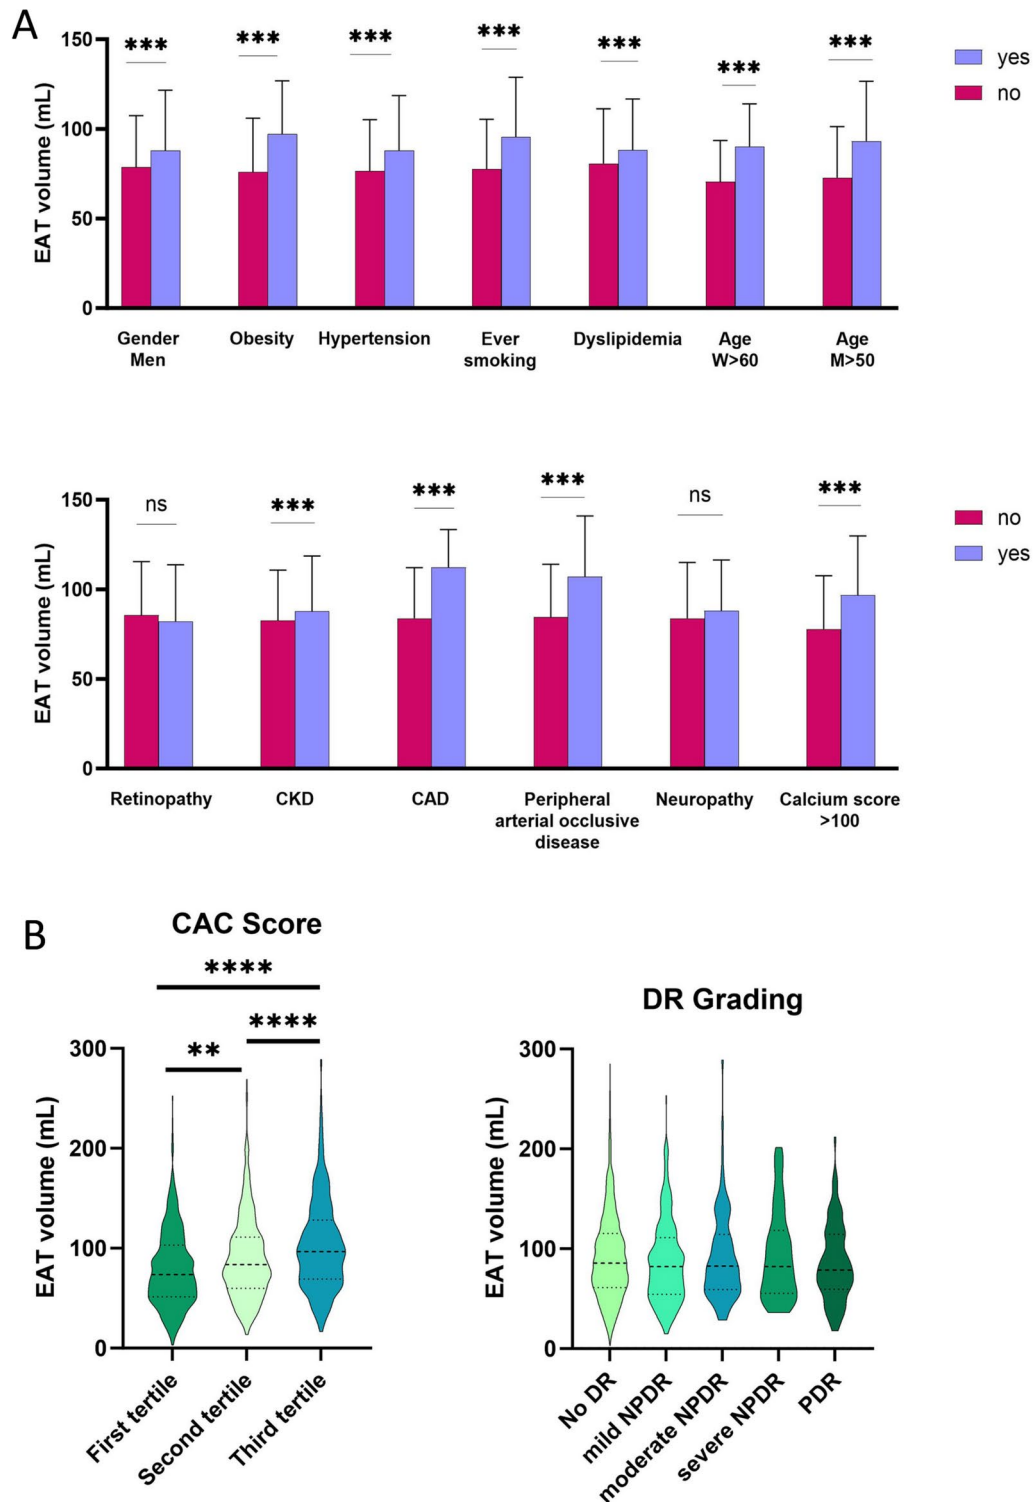 A
150
100
50
0
EAT volume (mL)
*** *** *** *** *** *** ***
yes
no
Gender Men
Obesity
Hypertension
Ever smoking
Dyslipidemia
Age W>60
Age M>50
150
100
50
0
EAT volume (mL)
ns *** *** *** ns ***
no
yes
Retinopathy
CKD
CAD
Peripheral
arterial occlusive
disease
Neuropathy
Calcium score
>100
B
CAC Score
****
****
**
300
200
100
0
EAT volume (mL)
First tertile
Second tertile
Third tertile
DR Grading
300
200
100
0
EAT volume (mL)
No DR
mild NPDR
moderate NPDR
severe NPDR
PDR